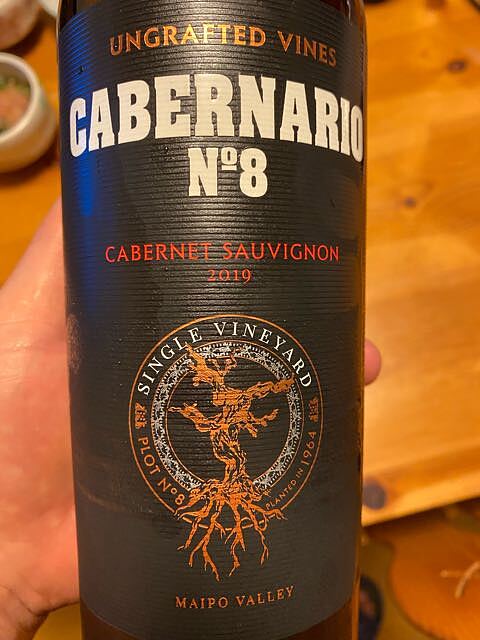 UNGRAFTED VINES
CABERNARIO
Nº8
CABERNET SAUVIGNON
2019
SINGLE VINEYARD
PLOT Nº8
PLANTED IN 1964
MAIPO VALLEY